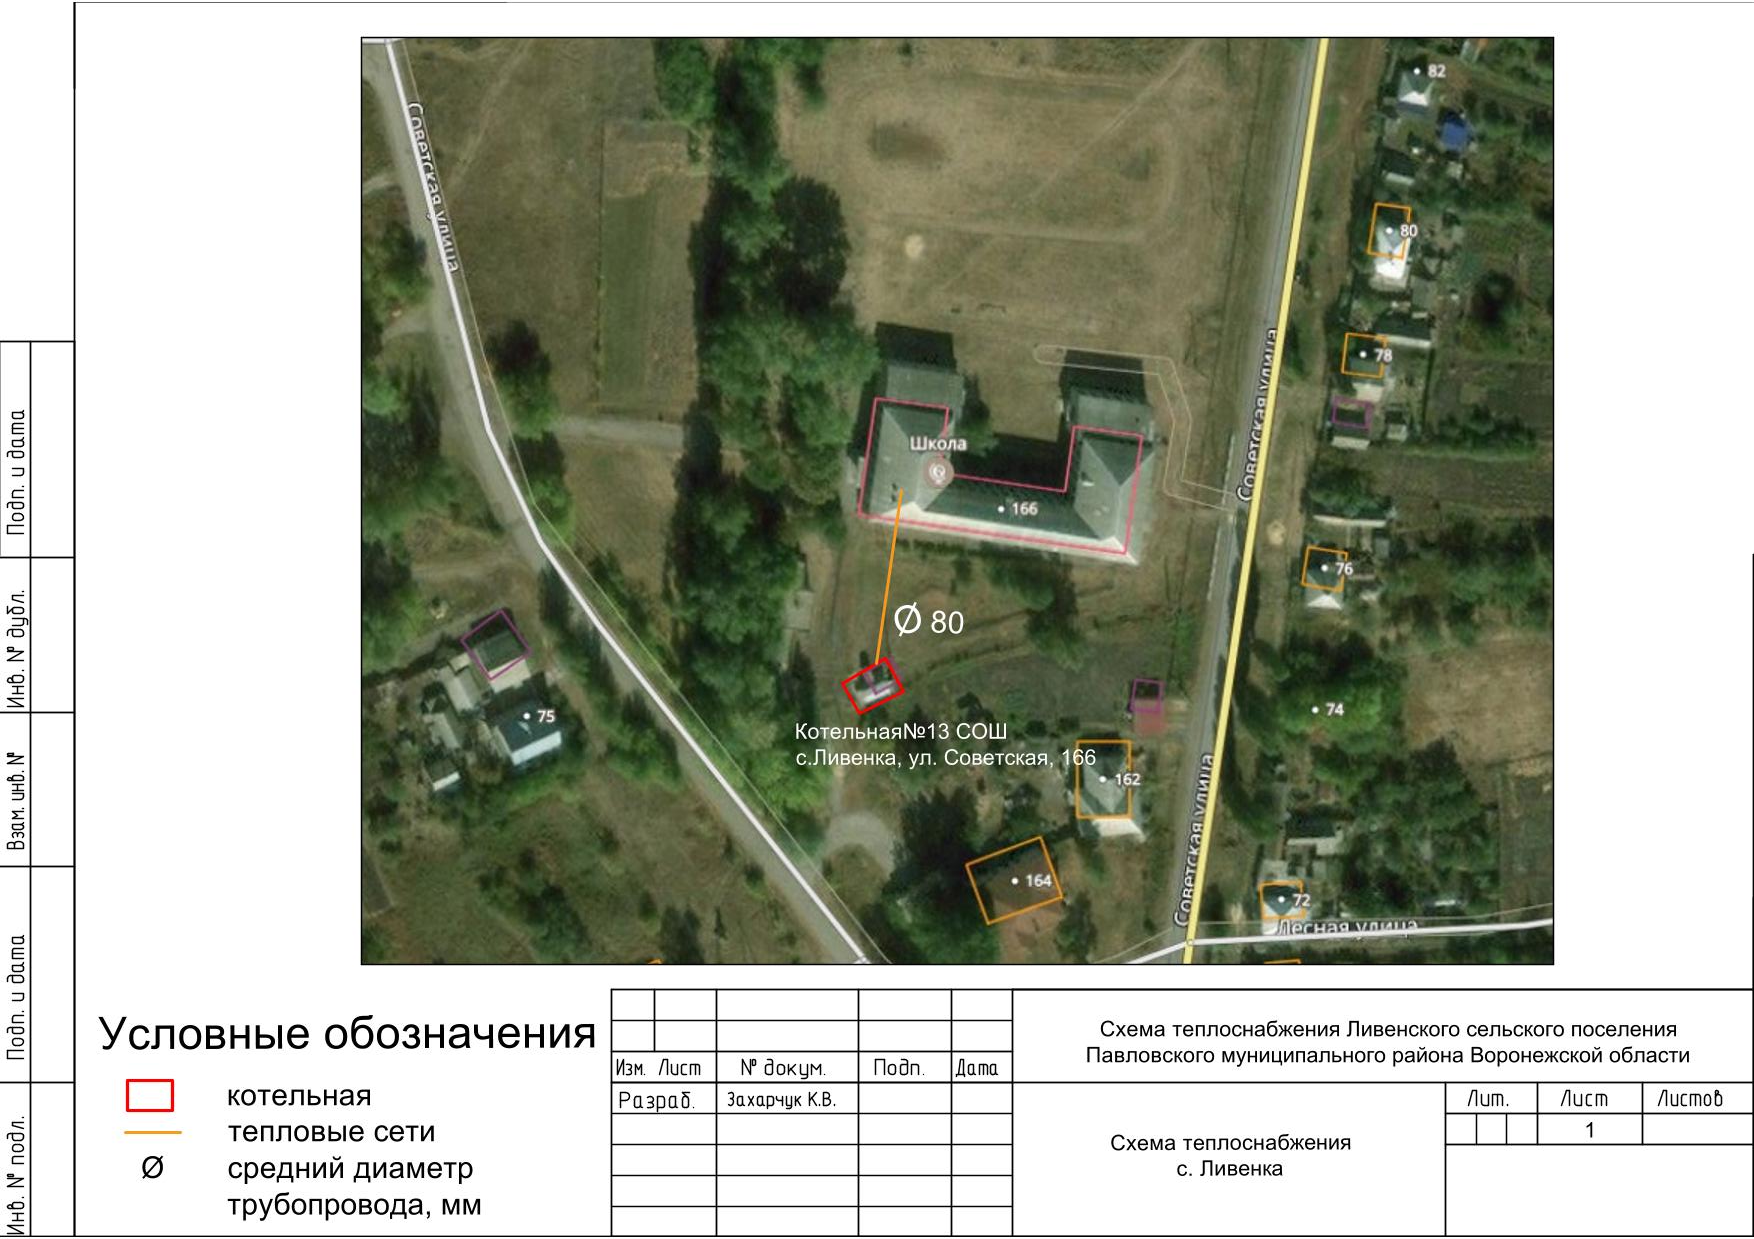 Советская улица
82
80
78
Советская улица
Школа
166
76
Ø 80
75
74
Котельная№13 СОШ
с.Ливенка, ул. Советская, 166
162
Советская улица
164
72
Лесная улица
Подп. и дата
Инв. № дубл.
Взам. инв. №
Подп. и дата
Инв. № подл.
Условные обозначения
котельная
тепловые сети
Ø средний диаметр
трубопровода, мм
Изм. Лист № докум. Подп. Дата
Разраб. Захарчук К.В.
Схема теплоснабжения Ливенского сельского поселения
Павловского муниципального района Воронежской области
Схема теплоснабжения
с. Ливенка
Лит. Лист Листов
1